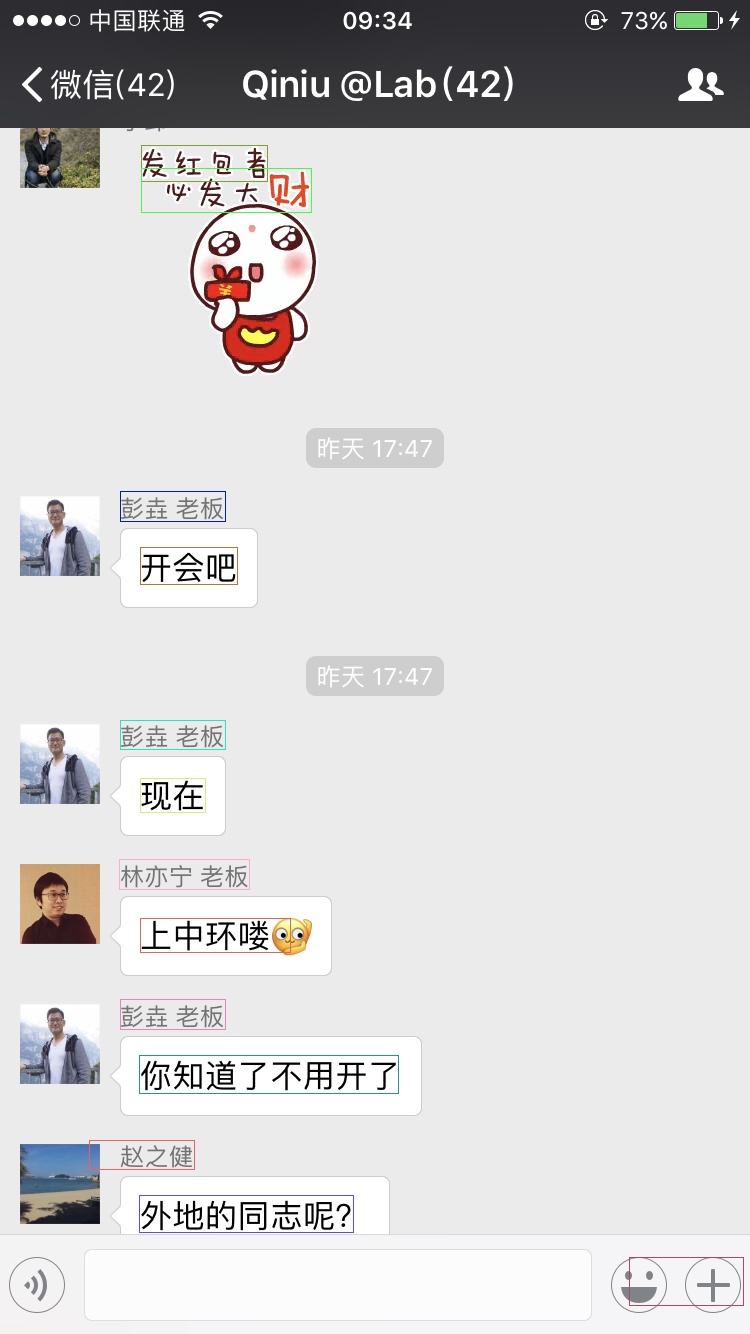 中国联通 09:34 73%
微信(42) Qiniu @Lab(42)
发红包者
必发大财
昨天 17:47
彭垚 老板
开会吧
昨天 17:47
彭垚 老板
现在
林亦宁 老板
上中环喽
彭垚 老板
你知道了不用开了
赵之健
外地的同志呢?